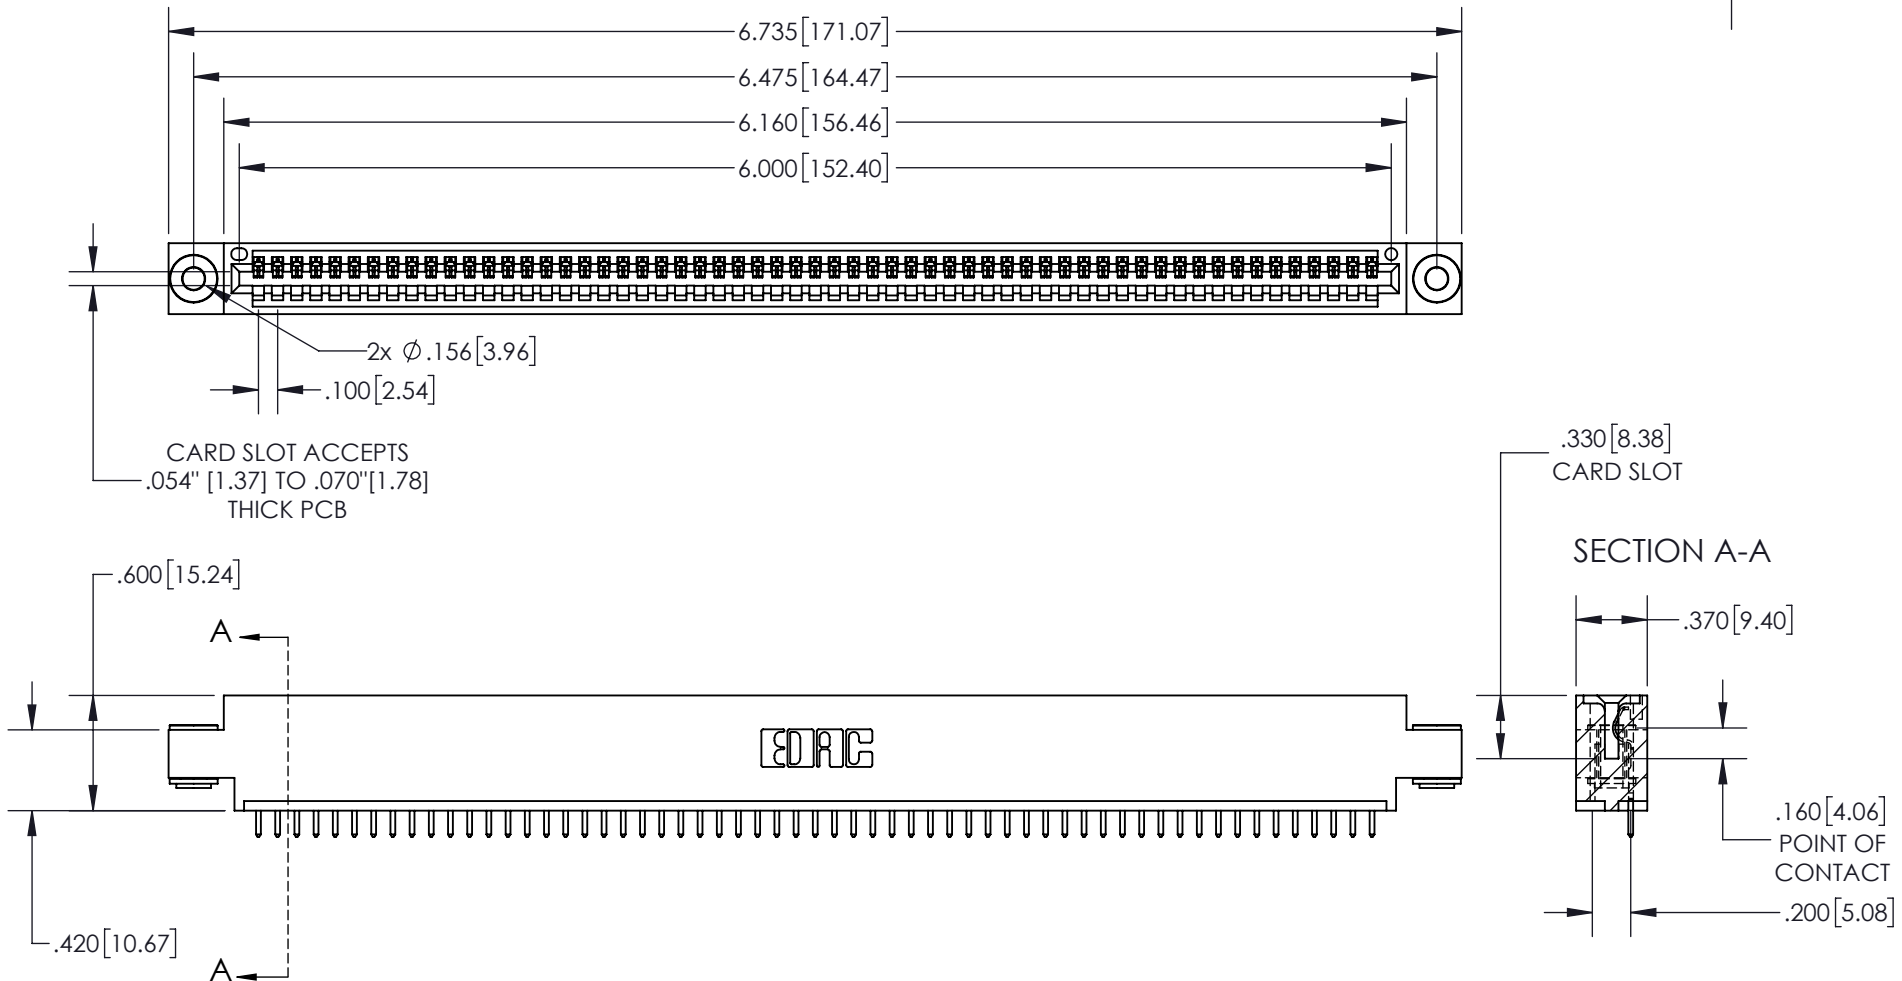 6.735[171.07]
6.475[164.47]
6.160[156.46]
6.000[152.40]
2x Ø.156[3.96]
.100[2.54]
CARD SLOT ACCEPTS
.054" [1.37] TO .070"[1.78]
THICK PCB
.330[8.38]
CARD SLOT
SECTION A-A
.600[15.24]
A
.370[9.40]
EDAC
.160[4.06]
POINT OF
CONTACT
.200[5.08]
.420[10.67]
A